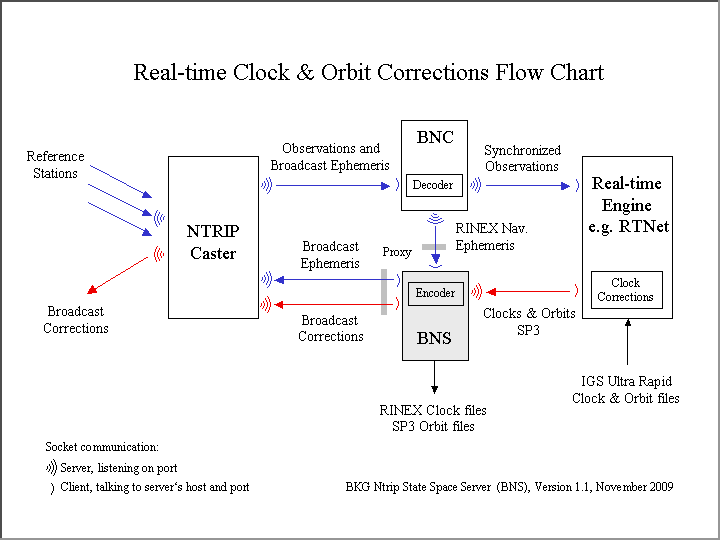 Real-time Clock & Orbit Corrections Flow Chart
Reference
Stations
NTRIP
Caster
Broadcast
Corrections
Observations and
Broadcast Ephemeris
BNC
Decoder
Synchronized
Observations
Real-time
Engine
e.g. RTNet
Clock
Corrections
RINEX Nav.
Ephemeris
Broadcast
Ephemeris
Proxy
Broadcast
Corrections
Encoder
BNS
Clocks & Orbits
SP3
RINEX Clock files
SP3 Orbit files
IGS Ultra Rapid
Clock & Orbit files
Socket communication:
Server, listening on port
Client, talking to server‘s host and port
BKG Ntrip State Space Server (BNS), Version 1.1, November 2009